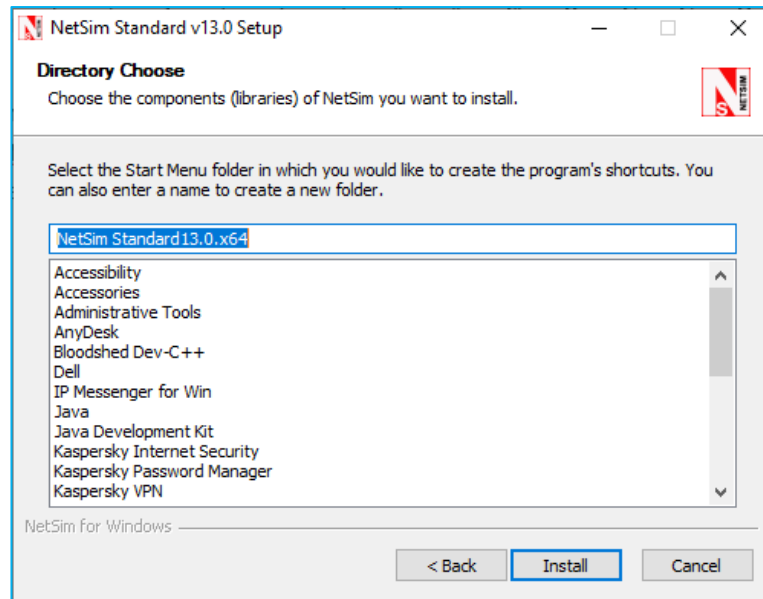 NetSim Standard v13.0 Setup
Directory Choose
Choose the components (libraries) of NetSim you want to install.
NS
NETSIM
Select the Start Menu folder in which you would like to create the program's shortcuts. You
can also enter a name to create a new folder.
NetSim Standard13.0.x64
Accessibility
Accessories
Administrative Tools
AnyDesk
Bloodshed Dev-C++
Dell
IP Messenger for Win
Java
Java Development Kit
Kaspersky Internet Security
Kaspersky Password Manager
Kaspersky VPN
NetSim for Windows
< Back
Install
Cancel